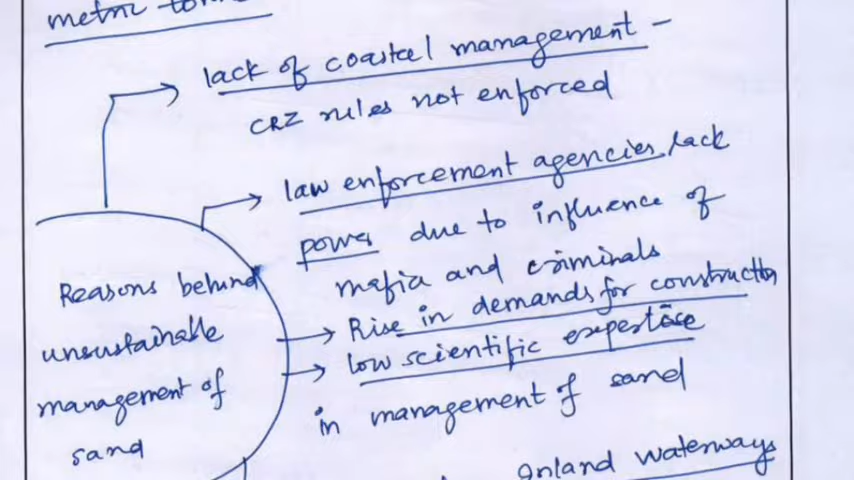 metric
lack of coastal management -
CRZ rules not enforced
law enforcement agencies lack
power due to influence of
mafia and criminals
Rise in demands for construction
low scientific expertise
in management of sand
Reasons behind
unsustainable
management of
sand
Inland waterways